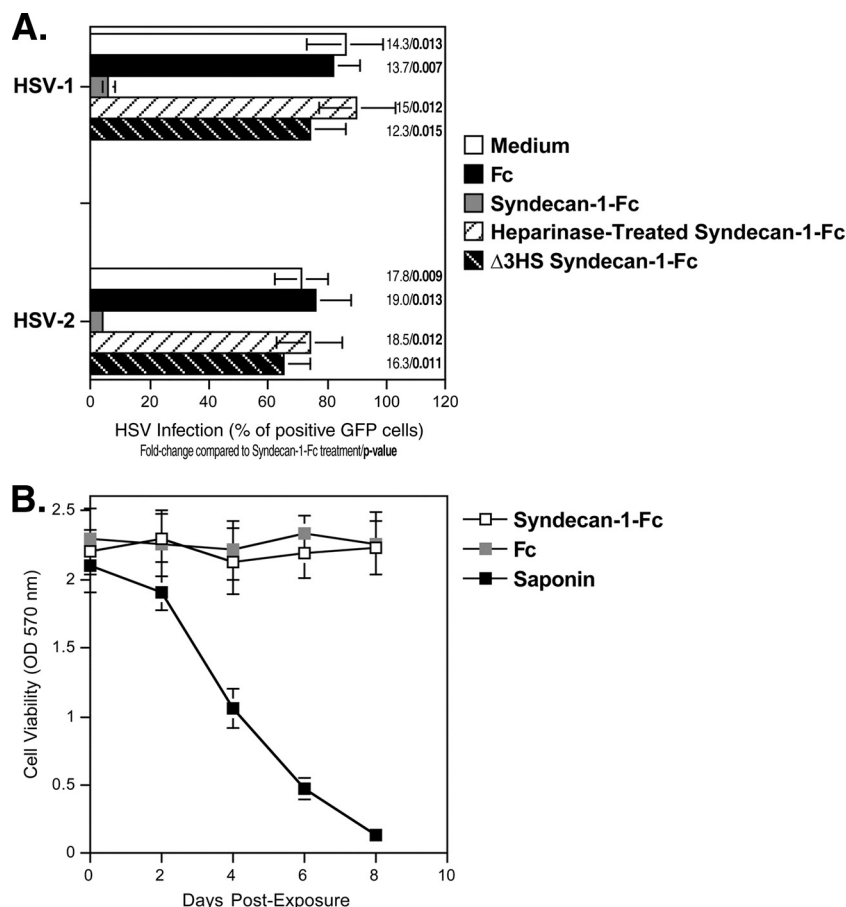 A.
14.3/0.013
13.7/0.007
HSV-1
15/0.012
12.3/0.015
Medium
Fc
Syndecan-1-Fc
Heparinase-Treated Syndecan-1-Fc
Δ3HS Syndecan-1-Fc
17.8/0.009
19.0/0.013
HSV-2
18.5/0.012
16.3/0.011
0 20 40 60 80 100 120
HSV Infection (% of positive GFP cells)
Fold-change compared to Syndecan-1-Fc treatment/p-value
B.
Syndecan-1-Fc
Fc
Saponin
Cell Viability (OD 570 nm)
2.5
2
1.5
1
0.5
0
0 2 4 6 8 10
Days Post-Exposure